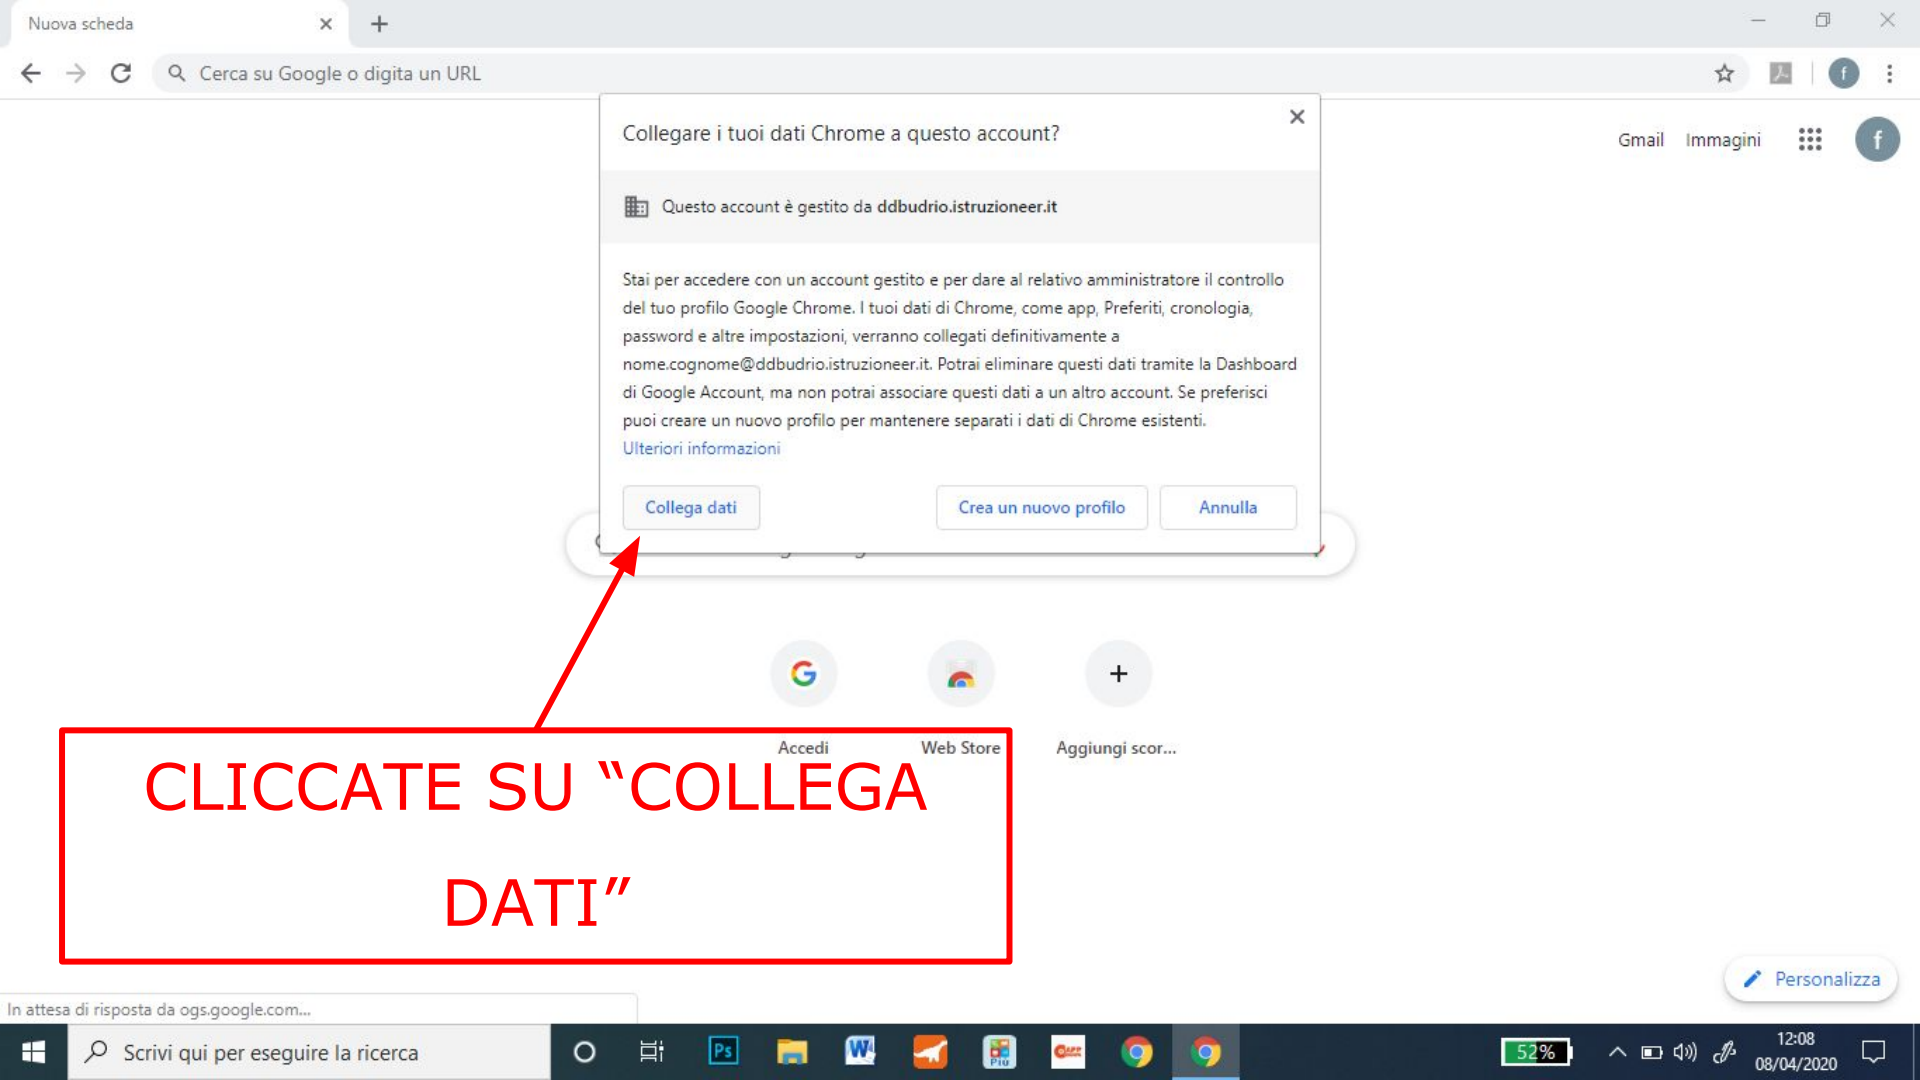 Nuova scheda
Cerca su Google o digita un URL
f
Collegare i tuoi dati Chrome a questo account?
Gmail Immagini
f
Questo account è gestito da ddbudrio.istruzioneer.it
Stai per accedere con un account gestito e per dare al relativo amministratore il controllo
del tuo profilo Google Chrome. I tuoi dati di Chrome, come app, Preferiti, cronologia,
password e altre impostazioni, verranno collegati definitivamente a
nome.cognome@ddbudrio.istruzioneer.it. Potrai eliminare questi dati tramite la Dashboard
di Google Account, ma non potrai associare questi dati a un altro account. Se preferisci
puoi creare un nuovo profilo per mantenere separati i dati di Chrome esistenti.
Ulteriori informazioni
Collega dati
Crea un nuovo profilo
Annulla
Accedi
Web Store
Aggiungi scor...
CLICCATE SU “COLLEGA
DATI”
Personalizza
In attesa di risposta da ogs.google.com...
Scrivi qui per eseguire la ricerca
Ps
W
PIÙ
52%
12:08
08/04/2020